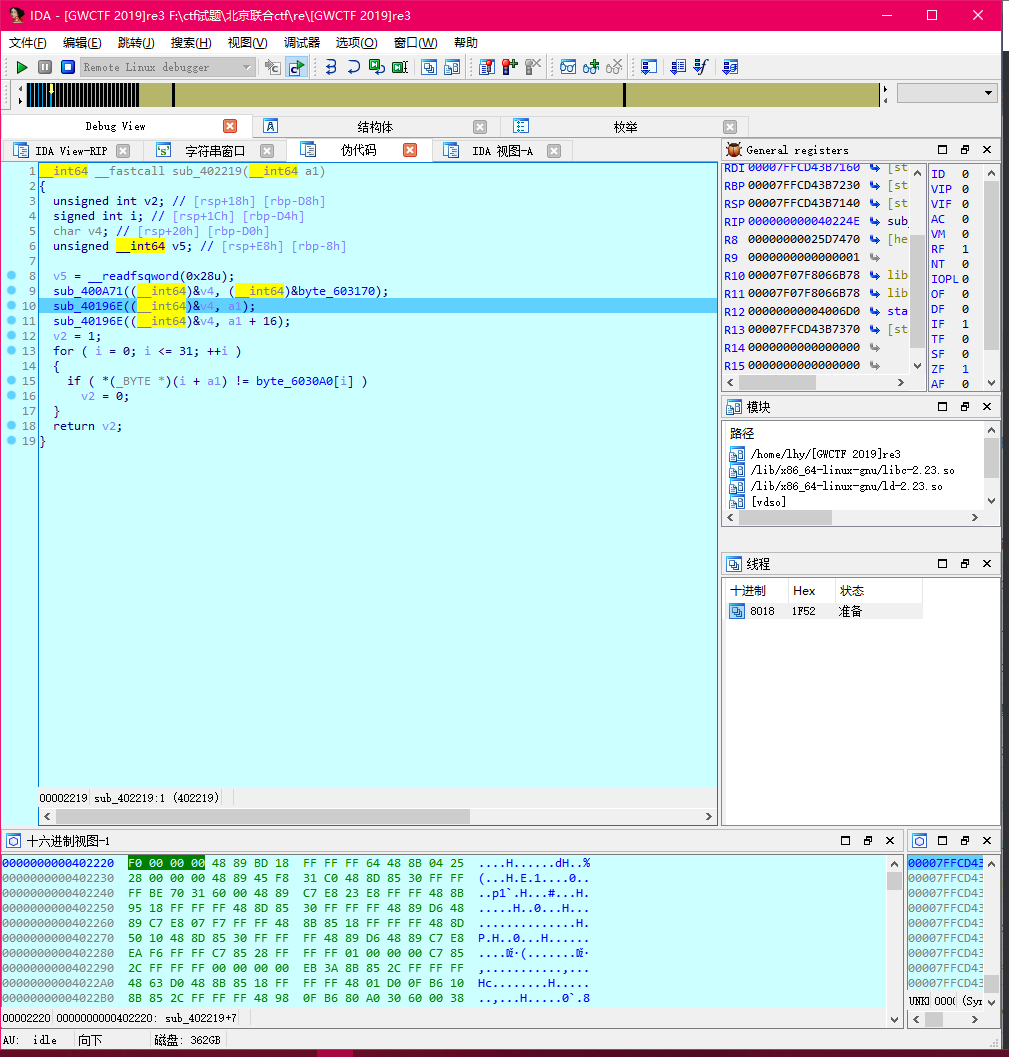 IDA - [GWCTF 2019]re3 F:\ctf试题\北京联合ctf\re\[GWCTF 2019]re3
文件(F) 编辑(E) 跳转(J) 搜索(H) 视图(V) 调试器 选项(O) 窗口(W) 帮助
Remote Linux debugger
Debug View 结构体 枚举
IDA View-RIP 字符串窗口 伪代码 IDA 视图-A
1 __int64 __fastcall sub_402219(__int64 a1)
2 {
3 unsigned int v2; // [rsp+18h] [rbp-D8h]
4 signed int i; // [rsp+1Ch] [rbp-D4h]
5 char v4; // [rsp+20h] [rbp-D0h]
6 unsigned __int64 v5; // [rsp+E8h] [rbp-8h]
7
8 v5 = __readfsqword(0x28u);
9 sub_400A71((__int64)&v4, (__int64)&byte_603170);
10 sub_40196E((__int64)&v4, a1);
11 sub_40196E((__int64)&v4, a1 + 16);
12 v2 = 1;
13 for ( i = 0; i <= 31; ++i )
14 {
15 if ( *(_BYTE *)(i + a1) != byte_6030A0[i] )
16 v2 = 0;
17 }
18 return v2;
19 }
00002219 sub_402219:1 (402219)
General registers
RDI 00007FFCD43B7160 [st
RBP 00007FFCD43B7230 [st
RSP 00007FFCD43B7140 [st
RIP 000000000040224E sub_
R8 00000000025D7470 [he
R9 0000000000000001
R10 00007F07F8066B78 lib
R11 00007F07F8066B78 lib
R12 00000000004006D0 sta
R13 00007FFCD43B7370 [st
R14 0000000000000000
R15 0000000000000000
ID 0
VIP 0
VIF 0
AC 0
VM 0
RF 1
NT 0
IOPL 0
OF 0
DF 0
IF 1
TF 0
SF 0
ZF 1
AF 0
模块
路径
/home/lhy/[GWCTF 2019]re3
/lib/x86_64-linux-gnu/libc-2.23.so
/lib/x86_64-linux-gnu/ld-2.23.so
[vdso]
线程
十进制 Hex 状态
8018 1F52 准备
十六进制视图-1
0000000000402220 F0 00 00 00 48 89 BD 18 FF FF FF 64 48 8B 04 25 ....H......dH..%
0000000000402230 28 00 00 00 48 89 45 F8 31 C0 48 8D 85 30 FF FF (...H.E.1....0..
0000000000402240 FF BE 70 31 60 00 48 89 C7 E8 23 E8 FF FF 48 8B ..p1`.H...#...H.
0000000000402250 95 18 FF FF FF 48 8D 85 30 FF FF FF 48 89 D6 48 .....H..0...H..
0000000000402260 89 C7 E8 07 F7 FF FF 48 8B 85 18 FF FF FF 48 8D
0000000000402270 50 10 48 8D 85 30 FF FF FF 48 89 D6 48 89 C7 E8 P.H..0...H......
0000000000402280 EA F6 FF FF C7 85 28 FF FF FF 01 00 00 00 C7 85
0000000000402290 2C FF FF FF 00 00 00 00 EB 3A 8B 85 2C FF FF FF
00000000004022A0 48 63 D0 48 8B 85 18 FF FF FF 48 01 D0 0F B6 10 Hc........H.....
00000000004022B0 8B 85 2C FF FF FF 48 98 0F B6 80 A0 30 60 00 38 ..,...H.....0`.8
00002220 0000000000402220: sub_402219+7
00007FFCD43
00007FFCD43
00007FFCD43
00007FFCD43
00007FFCD43
00007FFCD43
00007FFCD43
00007FFCD43
00007FFCD43
AU: idle 向下 磁盘: 362GB